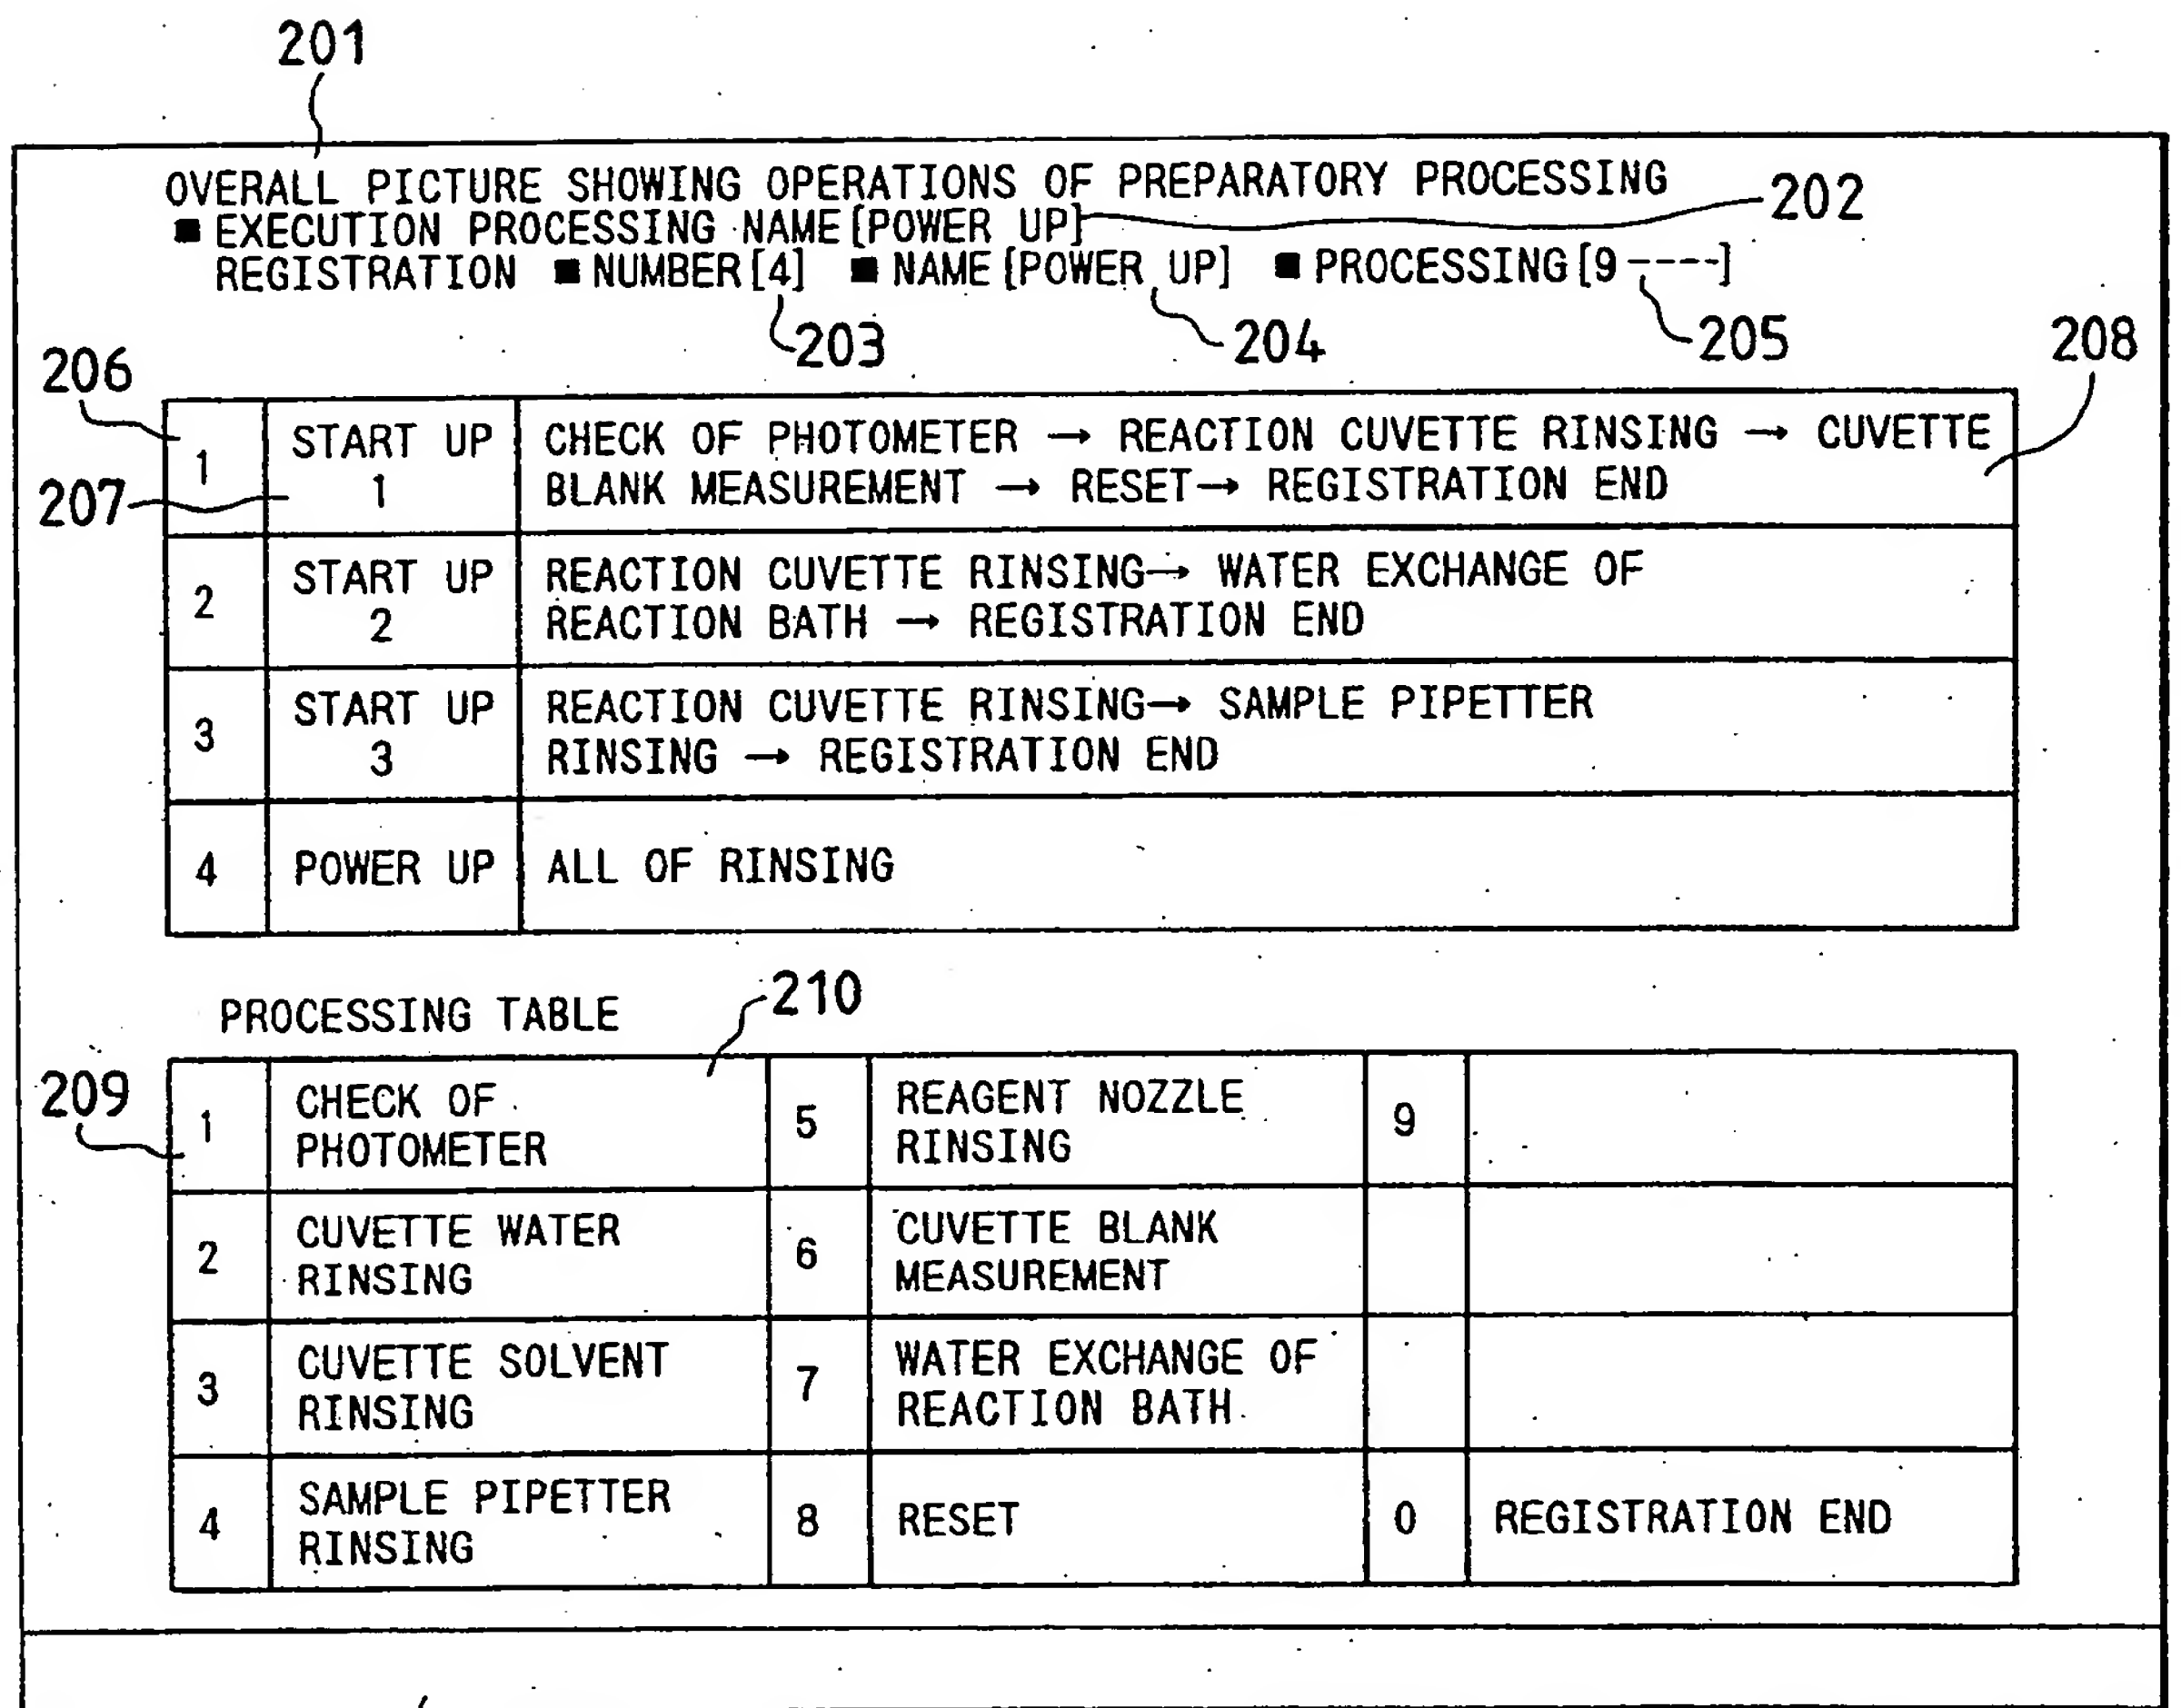 201
OVERALL PICTURE SHOWING OPERATIONS OF PREPARATORY PROCESSING
202
■ EXECUTION PROCESSING NAME[POWER UP]
REGISTRATION ■ NUMBER[4] ■ NAME[POWER UP] ■ PROCESSING[9 ----]
203
204
205
208
206
207
1
START UP
1
CHECK OF PHOTOMETER → REACTION CUVETTE RINSING → CUVETTE
BLANK MEASUREMENT → RESET→ REGISTRATION END
2
START UP
2
REACTION CUVETTE RINSING→ WATER EXCHANGE OF
REACTION BATH → REGISTRATION END
3
START UP
3
REACTION CUVETTE RINSING→ SAMPLE PIPETTER
RINSING → REGISTRATION END
4
POWER UP
ALL OF RINSING
PROCESSING TABLE
210
209
1
CHECK OF
PHOTOMETER
5
REAGENT NOZZLE
RINSING
9
2
CUVETTE WATER
RINSING
6
CUVETTE BLANK
MEASUREMENT
3
CUVETTE SOLVENT
RINSING
7
WATER EXCHANGE OF
REACTION BATH
4
SAMPLE PIPETTER
RINSING
8
RESET
0
REGISTRATION END